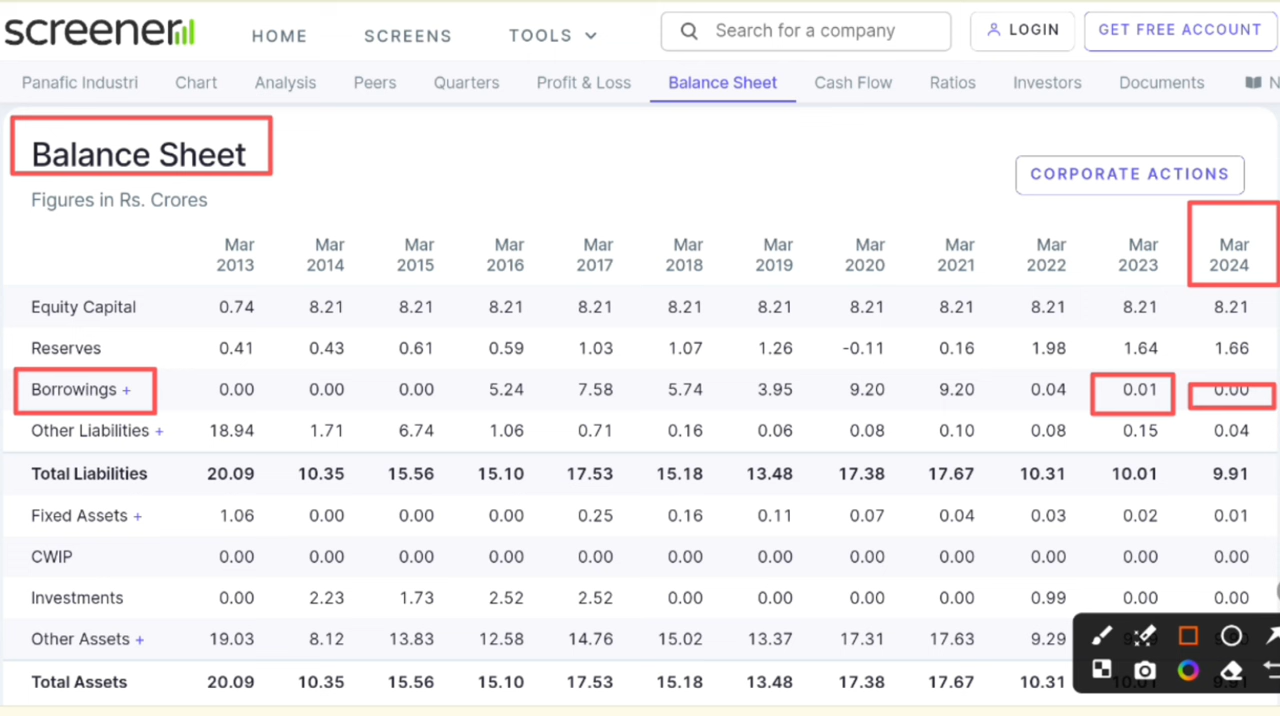 screener
HOME SCREENS TOOLS Search for a company LOGIN GET FREE ACCOUNT
Panafic Industri Chart Analysis Peers Quarters Profit & Loss Balance Sheet Cash Flow Ratios Investors Documents N
Balance Sheet
CORPORATE ACTIONS
Figures in Rs. Crores
Mar 2013 Mar 2014 Mar 2015 Mar 2016 Mar 2017 Mar 2018 Mar 2019 Mar 2020 Mar 2021 Mar 2022 Mar 2023 Mar 2024
Equity Capital 0.74 8.21 8.21 8.21 8.21 8.21 8.21 8.21 8.21 8.21 8.21 8.21
Reserves 0.41 0.43 0.61 0.59 1.03 1.07 1.26 -0.11 0.16 1.98 1.64 1.66
Borrowings + 0.00 0.00 0.00 5.24 7.58 5.74 3.95 9.20 9.20 0.04 0.01 0.00
Other Liabilities + 18.94 1.71 6.74 1.06 0.71 0.16 0.06 0.08 0.10 0.08 0.15 0.04
Total Liabilities 20.09 10.35 15.56 15.10 17.53 15.18 13.48 17.38 17.67 10.31 10.01 9.91
Fixed Assets + 1.06 0.00 0.00 0.00 0.25 0.16 0.11 0.07 0.04 0.03 0.02 0.01
CWIP 0.00 0.00 0.00 0.00 0.00 0.00 0.00 0.00 0.00 0.00 0.00 0.00
Investments 0.00 2.23 1.73 2.52 2.52 0.00 0.00 0.00 0.00 0.99 0.00 0.00
Other Assets + 19.03 8.12 13.83 12.58 14.76 15.02 13.37 17.31 17.63 9.29
Total Assets 20.09 10.35 15.56 15.10 17.53 15.18 13.48 17.38 17.67 10.31 10.01 9.91